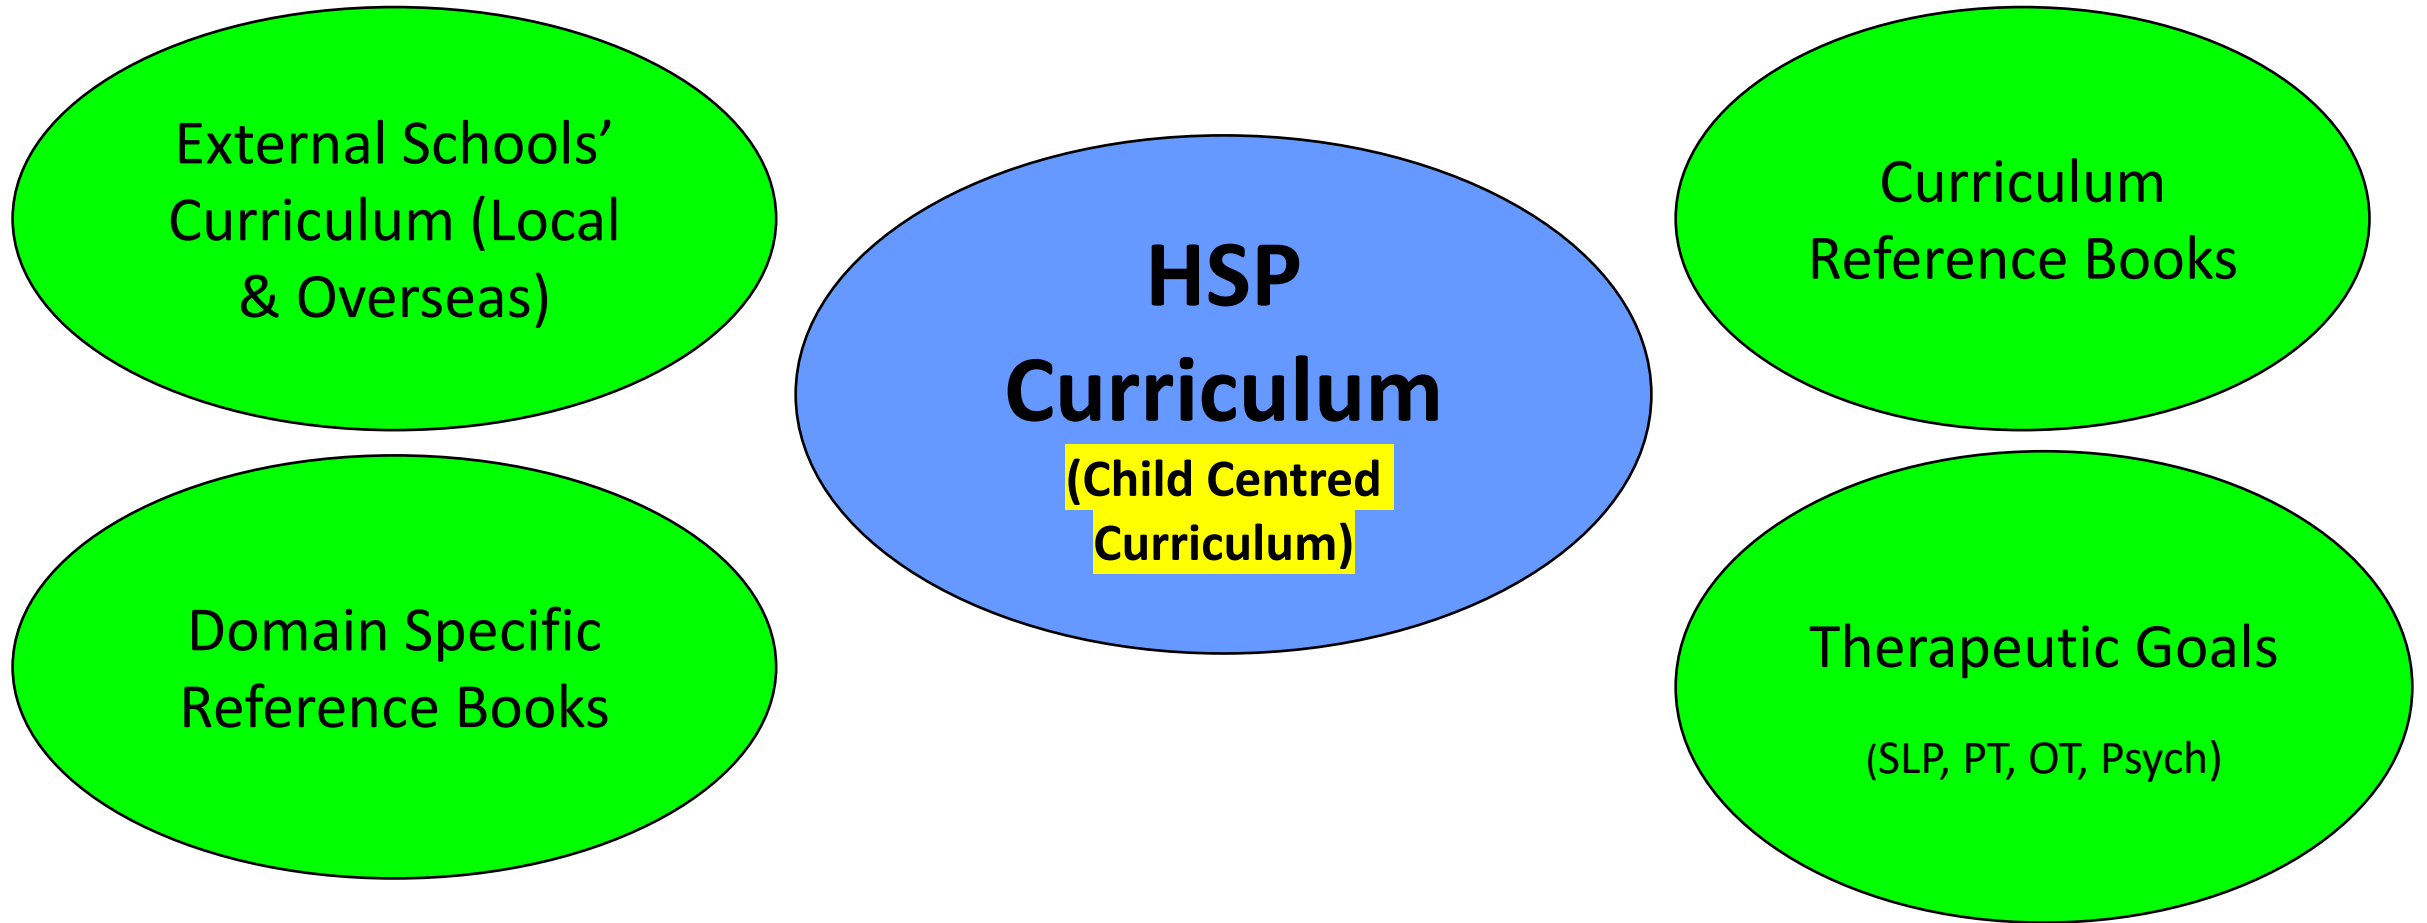 External Schools’
Curriculum (Local
& Overseas)
Domain Specific
Reference Books
HSP
Curriculum
(Child Centred
Curriculum)
Curriculum
Reference Books
Therapeutic Goals
(SLP, PT, OT, Psych)